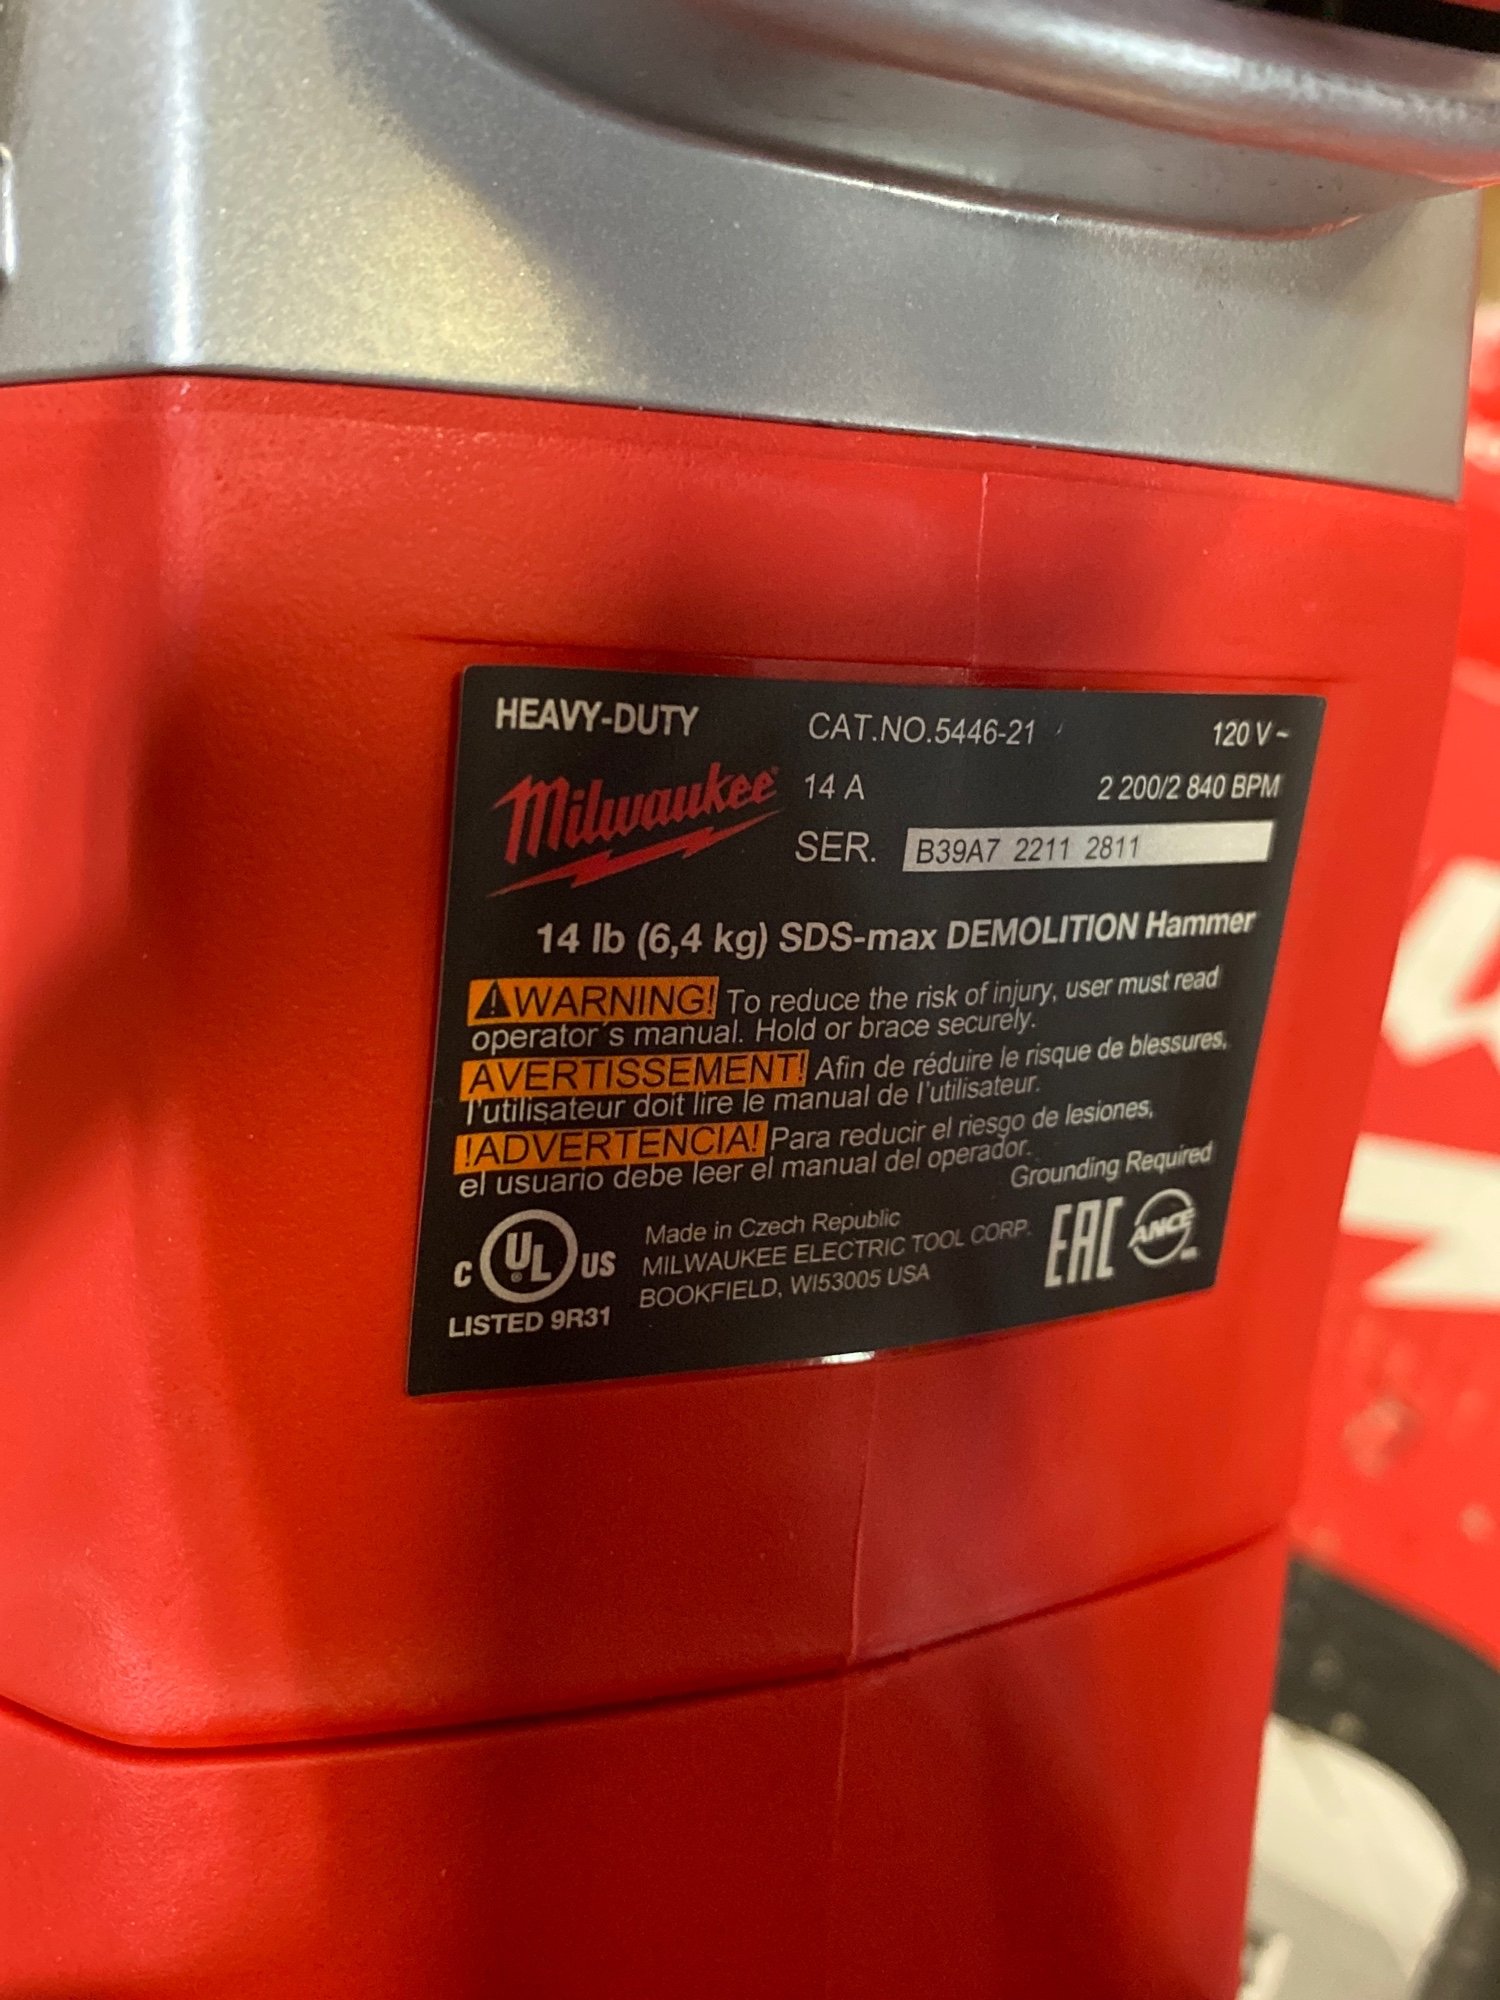 HEAVY-DUTY
Milwaukee
CAT.NO.5446-21
120 V ~
14 A
2 200/2 840 BPM
SER. B39A7 2211 2811
14 lb (6,4 kg) SDS-max DEMOLITION Hammer
⚠WARNING! To reduce the risk of injury, user must read
operator´s manual. Hold or brace securely.
AVERTISSEMENT! Afin de réduire le risque de blessures,
l'utilisateur doit lire le manual de l'utilisateur.
!ADVERTENCIA! Para reducir el riesgo de lesiones,
el usuario debe leer el manual del operador.
Grounding Required
C UL US
LISTED 9R31
Made in Czech Republic
MILWAUKEE ELECTRIC TOOL CORP.
BOOKFIELD, WI53005 USA
EAC
ANCE